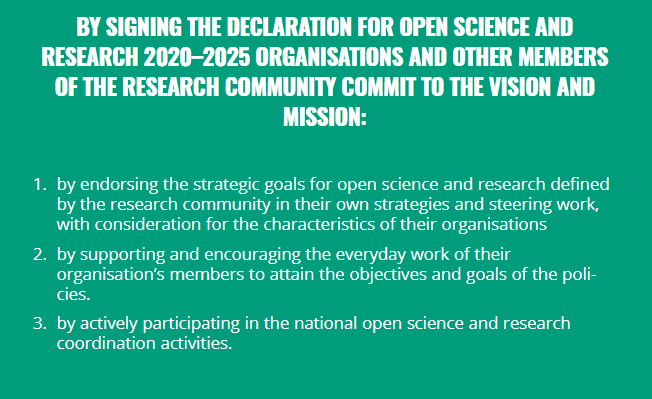 BY SIGNING THE DECLARATION FOR OPEN SCIENCE AND
RESEARCH 2020–2025 ORGANISATIONS AND OTHER MEMBERS
OF THE RESEARCH COMMUNITY COMMIT TO THE VISION AND
MISSION:
1. by endorsing the strategic goals for open science and research defined
by the research community in their own strategies and steering work,
with consideration for the characteristics of their organisations
2. by supporting and encouraging the everyday work of their
organisation’s members to attain the objectives and goals of the poli-
cies.
3. by actively participating in the national open science and research
coordination activities.